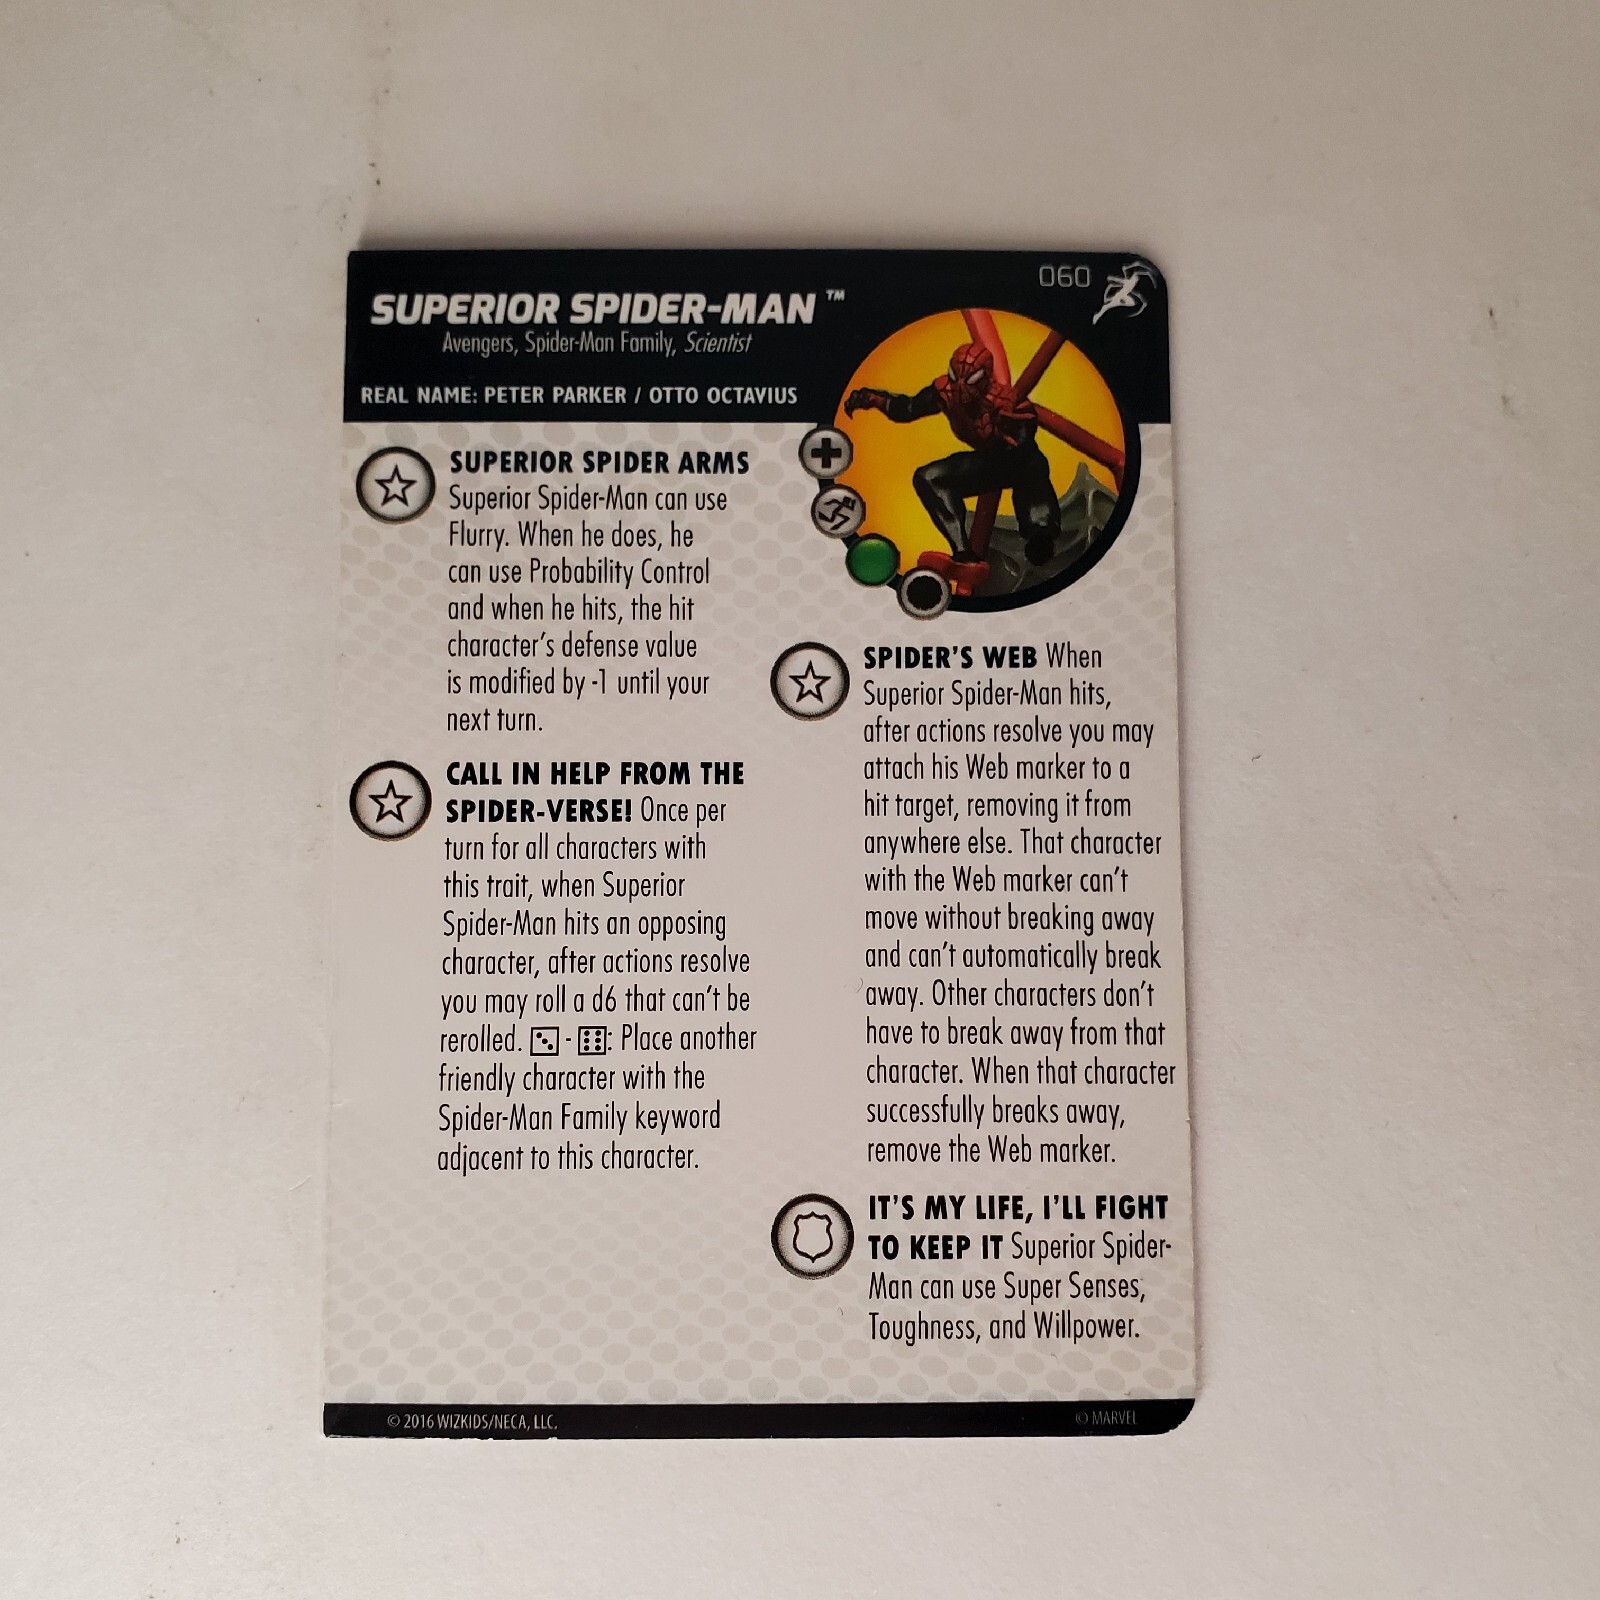 060
SUPERIOR SPIDER-MAN™
Avengers, Spider-Man Family, Scientist
REAL NAME: PETER PARKER / OTTO OCTAVIUS
SUPERIOR SPIDER ARMS
Superior Spider-Man can use
Flurry. When he does, he
can use Probability Control
and when he hits, the hit
character's defense value
is modified by -1 until your
next turn.
CALL IN HELP FROM THE
SPIDER-VERSE! Once per
turn for all characters with
this trait, when Superior
Spider-Man hits an opposing
character, after actions resolve
you may roll a d6 that can't be
rerolled. ⚂ - ⚅: Place another
friendly character with the
Spider-Man Family keyword
adjacent to this character.
SPIDER'S WEB When
Superior Spider-Man hits,
after actions resolve you may
attach his Web marker to a
hit target, removing it from
anywhere else. That character
with the Web marker can't
move without breaking away
and can't automatically break
away. Other characters don't
have to break away from that
character. When that character
successfully breaks away,
remove the Web marker.
IT'S MY LIFE, I'LL FIGHT
TO KEEP IT Superior Spider-
Man can use Super Senses,
Toughness, and Willpower.
© 2016 WIZKIDS/NECA, LLC.
© MARVEL